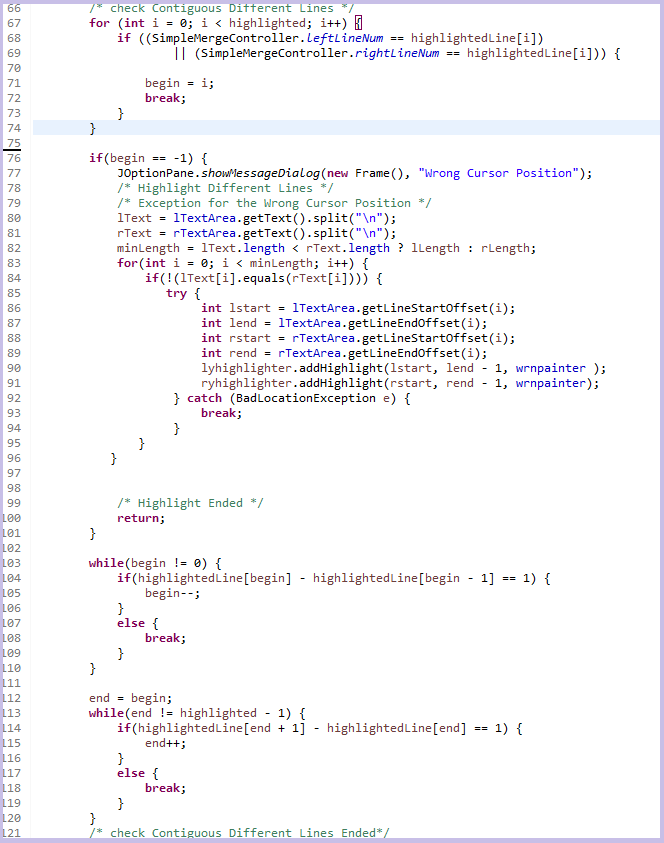 66 /* check Contiguous Different Lines */
67 for (int i = 0; i < highlighted; i++) {
68 if ((SimpleMergeController.leftLineNum == highlightedLine[i])
69 || (SimpleMergeController.rightLineNum == highlightedLine[i])) {
70
71 begin = i;
72 break;
73 }
74 }
75
76 if(begin == -1) {
77 JOptionPane.showMessageDialog(new Frame(), "Wrong Cursor Position");
78 /* Highlight Different Lines */
79 /* Exception for the Wrong Cursor Position */
80 lText = lTextArea.getText().split("\n");
81 rText = rTextArea.getText().split("\n");
82 minLength = lText.length < rText.length ? lLength : rLength;
83 for(int i = 0; i < minLength; i++) {
84 if(!(lText[i].equals(rText[i]))) {
85 try {
86 int lstart = lTextArea.getLineStartOffset(i);
87 int lend = lTextArea.getLineEndOffset(i);
88 int rstart = rTextArea.getLineStartOffset(i);
89 int rend = rTextArea.getLineEndOffset(i);
90 lyhighlighter.addHighlight(lstart, lend - 1, wrnpainter );
91 ryhighlighter.addHighlight(rstart, rend - 1, wrnpainter);
92 } catch (BadLocationException e) {
93 break;
94 }
95 }
96 }
97
98
99 /* Highlight Ended */
100 return;
101 }
102
103 while(begin != 0) {
104 if(highlightedLine[begin] - highlightedLine[begin - 1] == 1) {
105 begin--;
106 }
107 else {
108 break;
109 }
110 }
111
112 end = begin;
113 while(end != highlighted - 1) {
114 if(highlightedLine[end + 1] - highlightedLine[end] == 1) {
115 end++;
116 }
117 else {
118 break;
119 }
120 }
121 /* check Contiguous Different Lines Ended*/